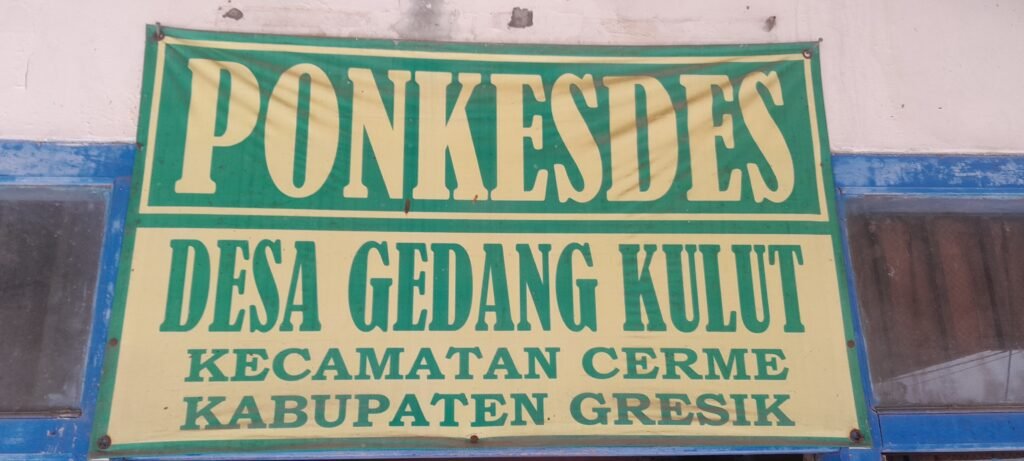 PONKESDES
DESA GEDANG KULUT
KECAMATAN CERME
KABUPATEN GRESIK